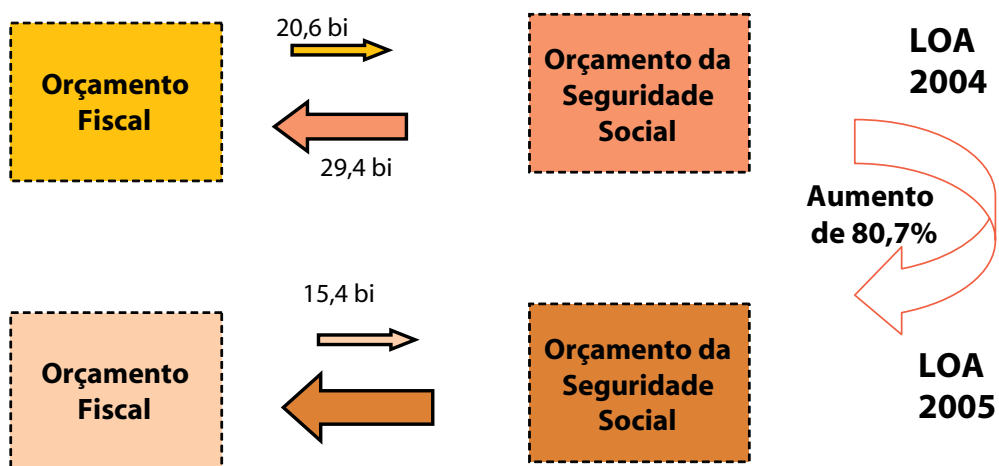 20,6 bi
Orçamento
Fiscal
29,4 bi
Orçamento da
Seguridade
Social
LOA
2004
Aumento
de 80,7%
15,4 bi
Orçamento
Fiscal
Orçamento da
Seguridade
Social
LOA
2005